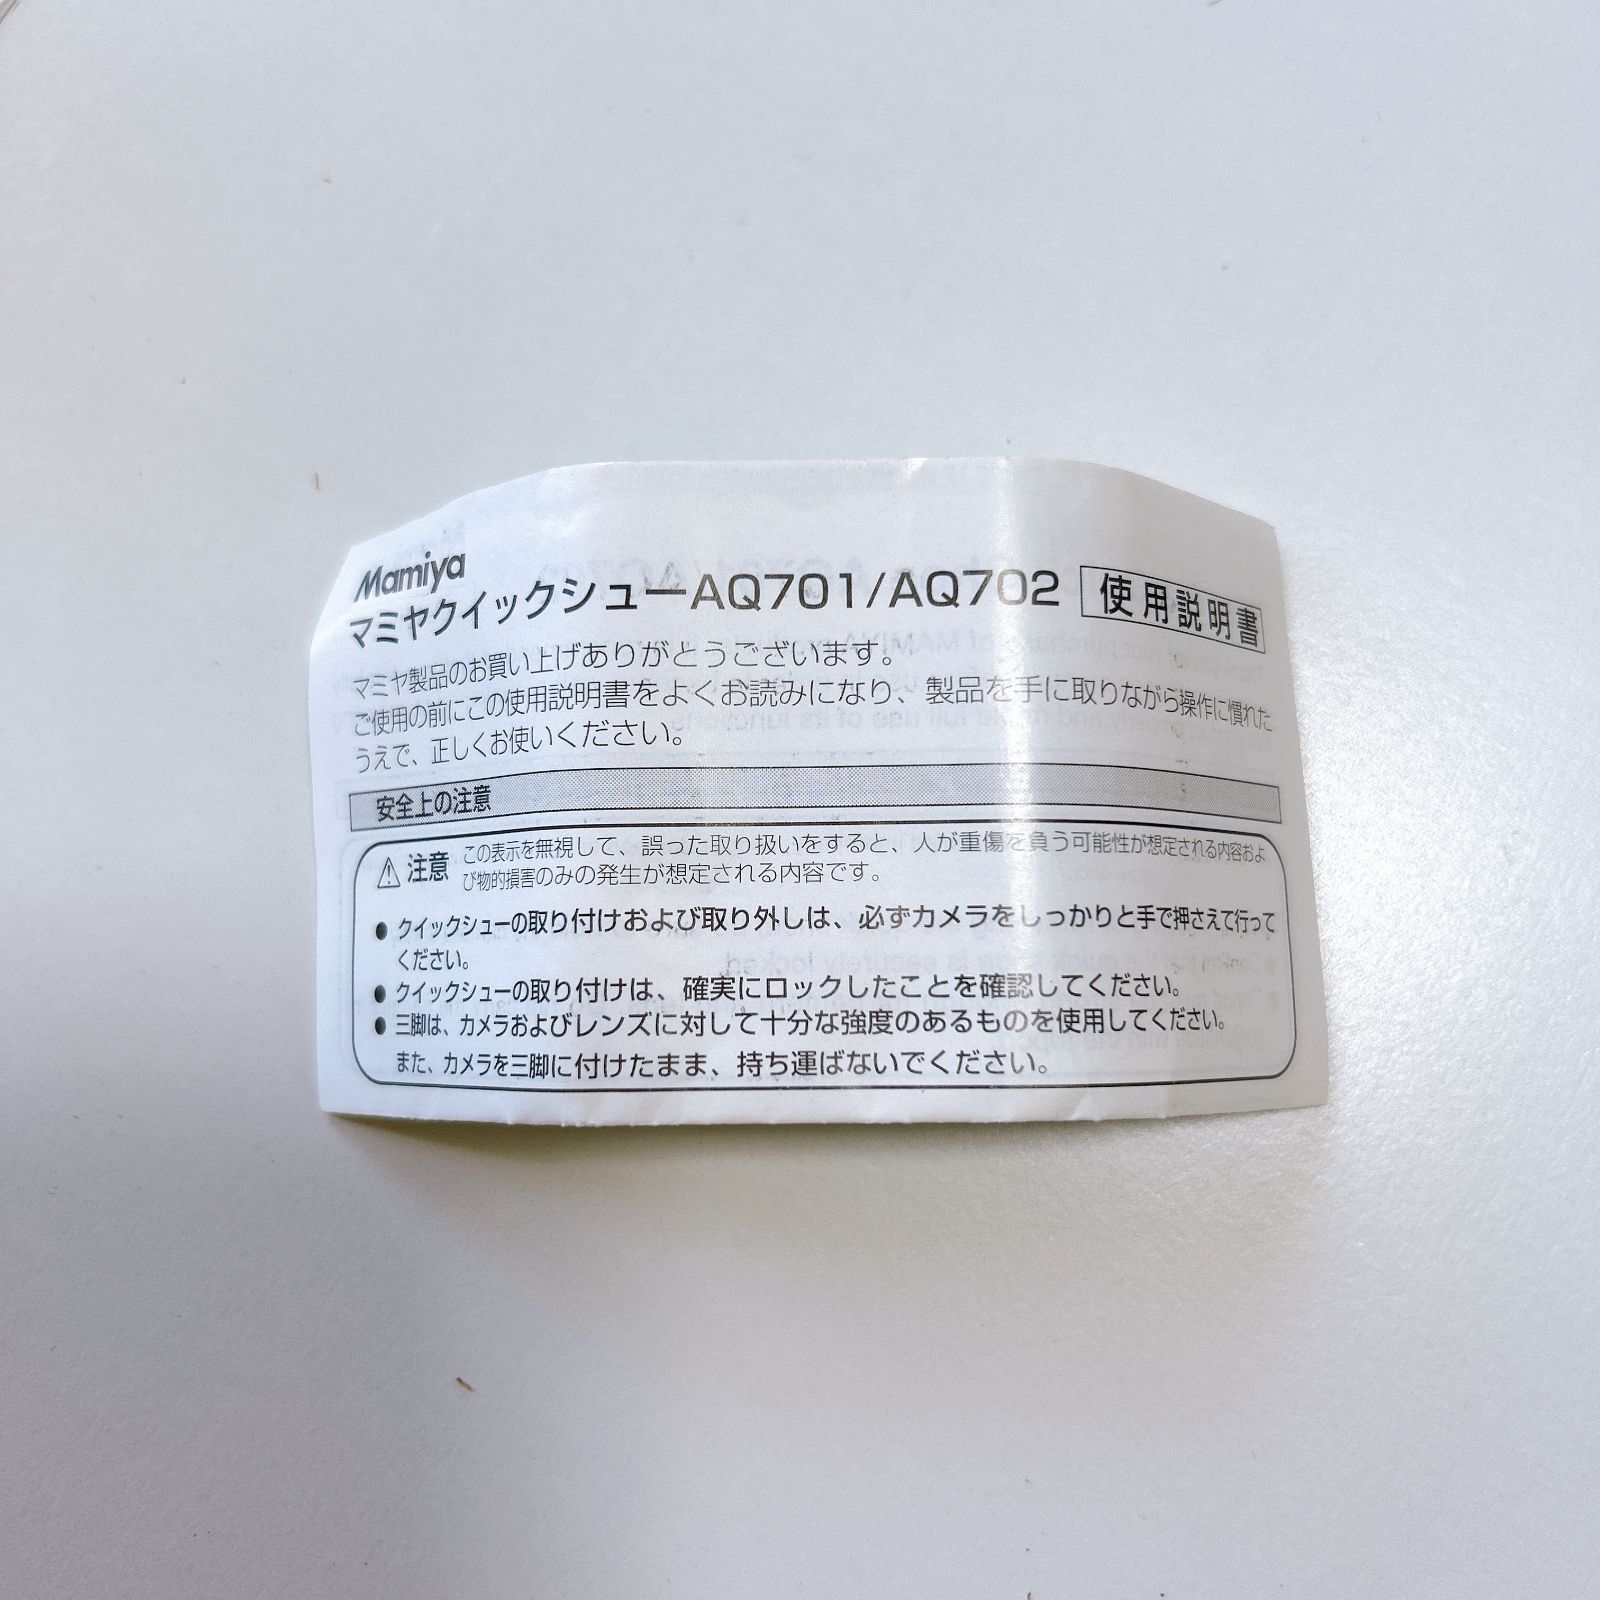 Mamiya
マミヤクイックシューAQ701/AQ702 使用説明書
マミヤ製品のお買い上げありがとうございます。
ご使用の前にこの使用説明書をよくお読みになり、製品を手に取りながら操作に慣れた
うえで、正しくお使いください。
安全上の注意
⚠ 注意 この表示を無視して、誤った取り扱いをすると、人が重傷を負う可能性が想定される内容およ
び物的損害のみの発生が想定される内容です。
● クイックシューの取り付けおよび取り外しは、必ずカメラをしっかりと手で押さえて行って
ください。
● クイックシューの取り付けは、確実にロックしたことを確認してください。
● 三脚は、カメラおよびレンズに対して十分な強度のあるものを使用してください。
また、カメラを三脚に付けたまま、持ち運ばないでください。